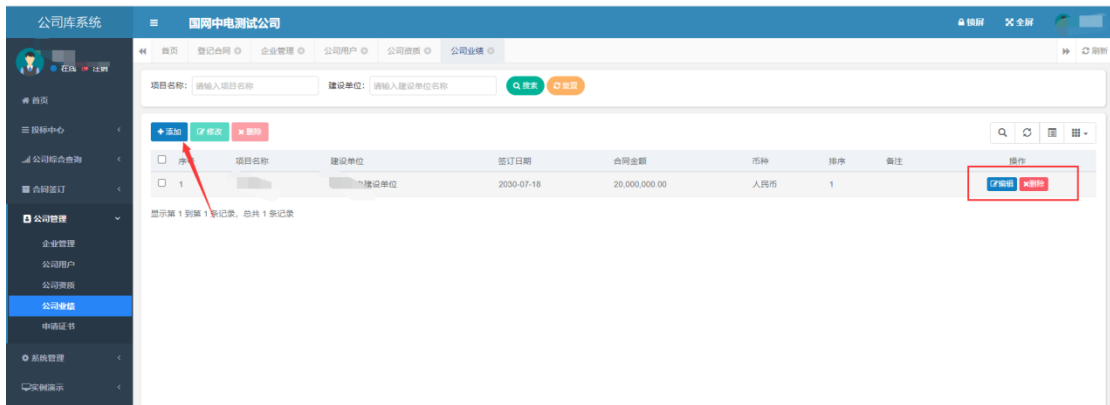 公司库系统
国网中电测试公司
锁屏 全屏
首页 登记合同 企业管理 公司用户 公司资质 公司业绩 刷新
在线 注销
项目名称: 请输入项目名称 建设单位: 请输入建设单位名称 搜索 重置
首页
投标中心
公司综合查询
合同签订
公司管理
企业管理
公司用户
公司资质
公司业绩
申请证书
系统管理
实例演示
添加 修改 删除
序号 项目名称 建设单位 签订日期 合同金额 币种 排序 备注 操作
1 建设单位 2030-07-18 20,000,000.00 人民币 1 编辑 删除
显示第 1 到第 1 条记录，总共 1 条记录